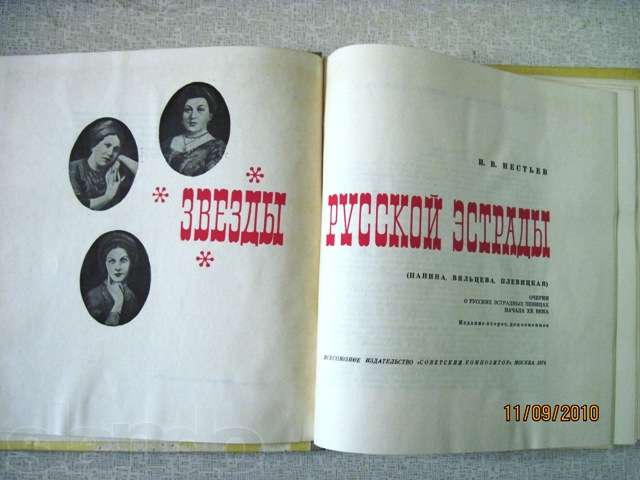 И. В. НЕСТЬЕВ
ЗВЕЗДЫ РУССКОЙ ЭСТРАДЫ
(ПАНИНА, ВЯЛЬЦЕВА, ПЛЕВИЦКАЯ)
ОЧЕРКИ
О РУССКИХ ЭСТРАДНЫХ ПЕВИЦАХ
НАЧАЛА XX ВЕКА
Издание второе, дополненное
ВСЕСОЮЗНОЕ ИЗДАТЕЛЬСТВО «СОВЕТСКИЙ КОМПОЗИТОР» МОСКВА 1974
11/09/2010